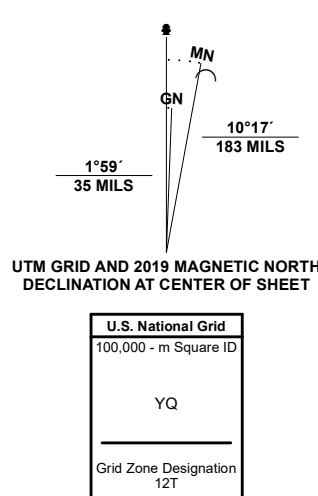 MN
GN
10°17´
183 MILS
1°59´
35 MILS
UTM GRID AND 2019 MAGNETIC NORTH
DECLINATION AT CENTER OF SHEET
U.S. National Grid
100,000 - m Square ID
YQ
Grid Zone Designation
12T